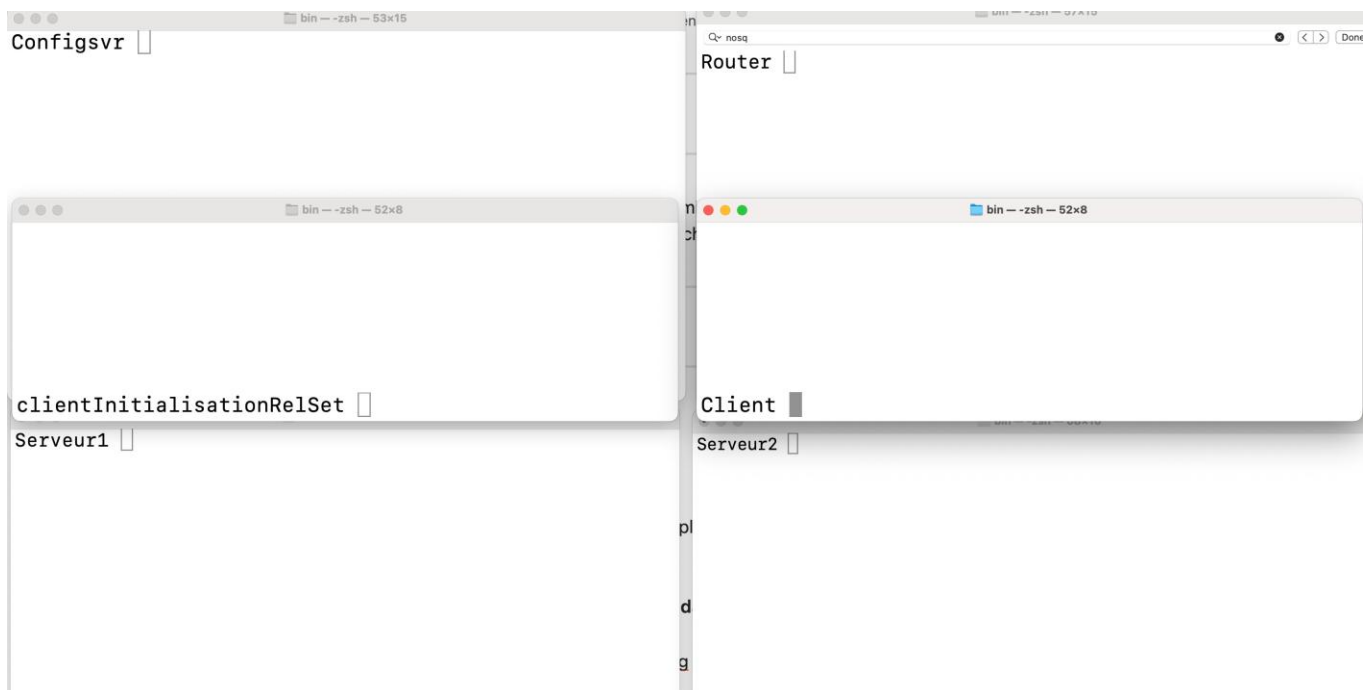 bin — -zsh — 53×15
Configsvr
nosq
Done
Router
bin — -zsh — 52×8
clientInitialisationRelSet
bin — -zsh — 52×8
Client
Serveur1
Serveur2